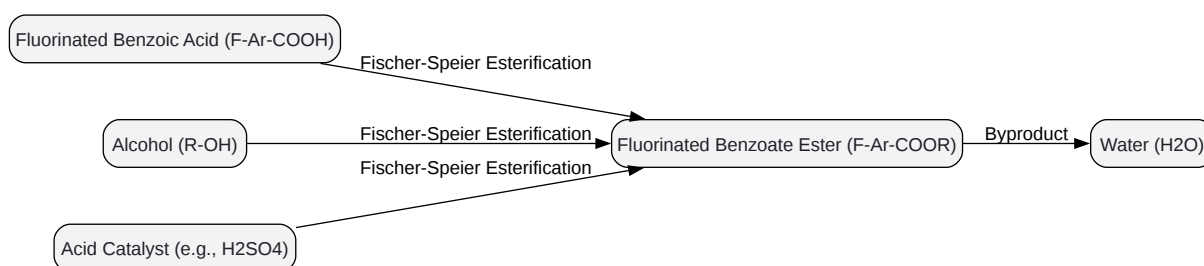 Fluorinated Benzoic Acid (F-Ar-COOH)
Fischer-Speier Esterification
Alcohol (R-OH)
Fischer-Speier Esterification
Fluorinated Benzoate Ester (F-Ar-COOR)
Byproduct
Water (H2O)
Fischer-Speier Esterification
Acid Catalyst (e.g., H2SO4)